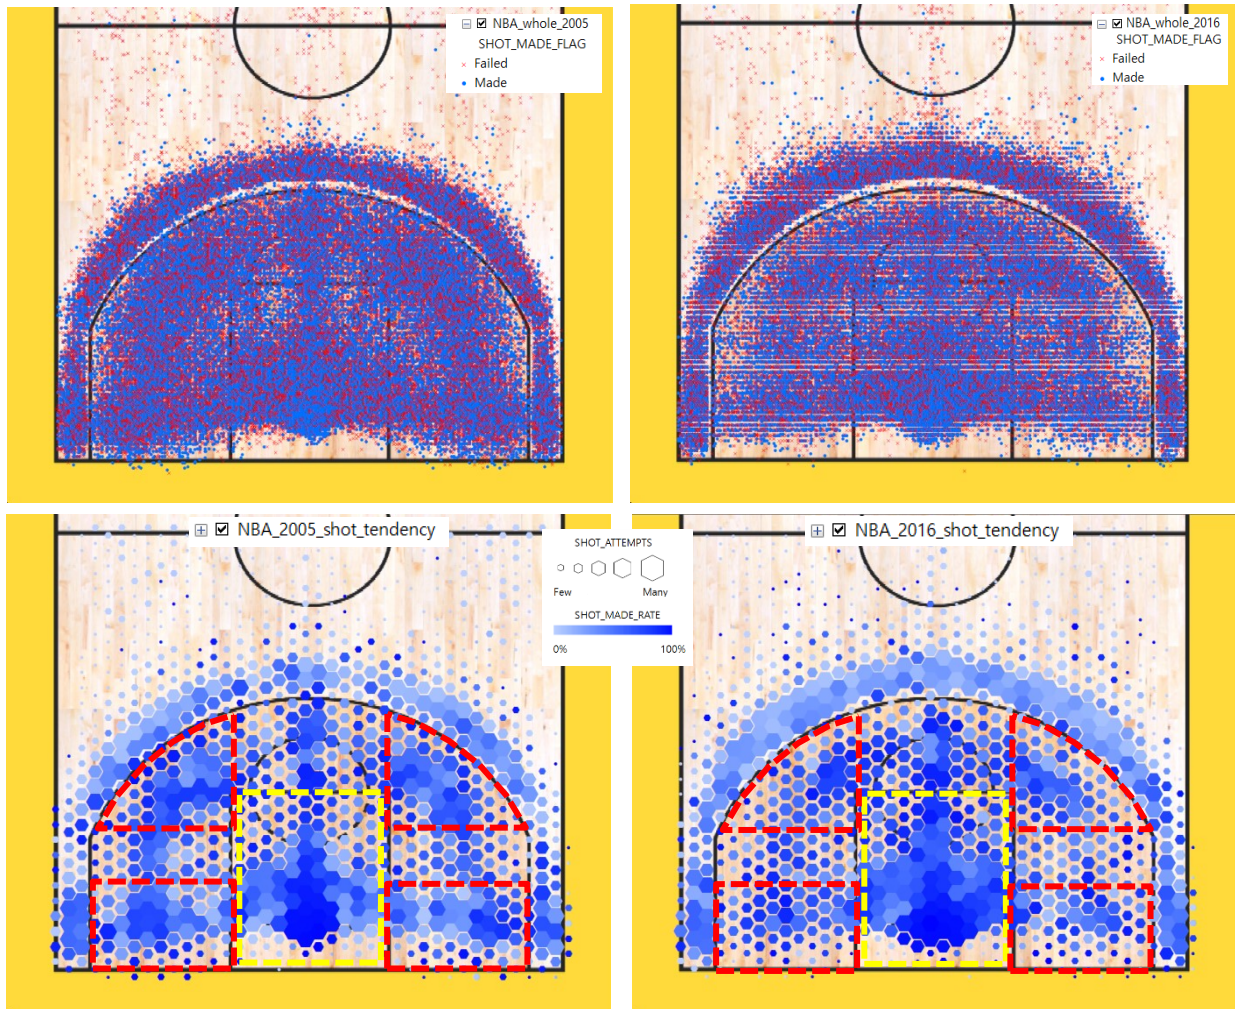 NBA_whole_2005
SHOT_MADE_FLAG
Failed
Made
NBA_whole_2016
SHOT_MADE_FLAG
Failed
Made
NBA_2005_shot_tendency
SHOT_ATTEMPTS
Few Many
SHOT_MADE_RATE
0% 100%
NBA_2016_shot_tendency